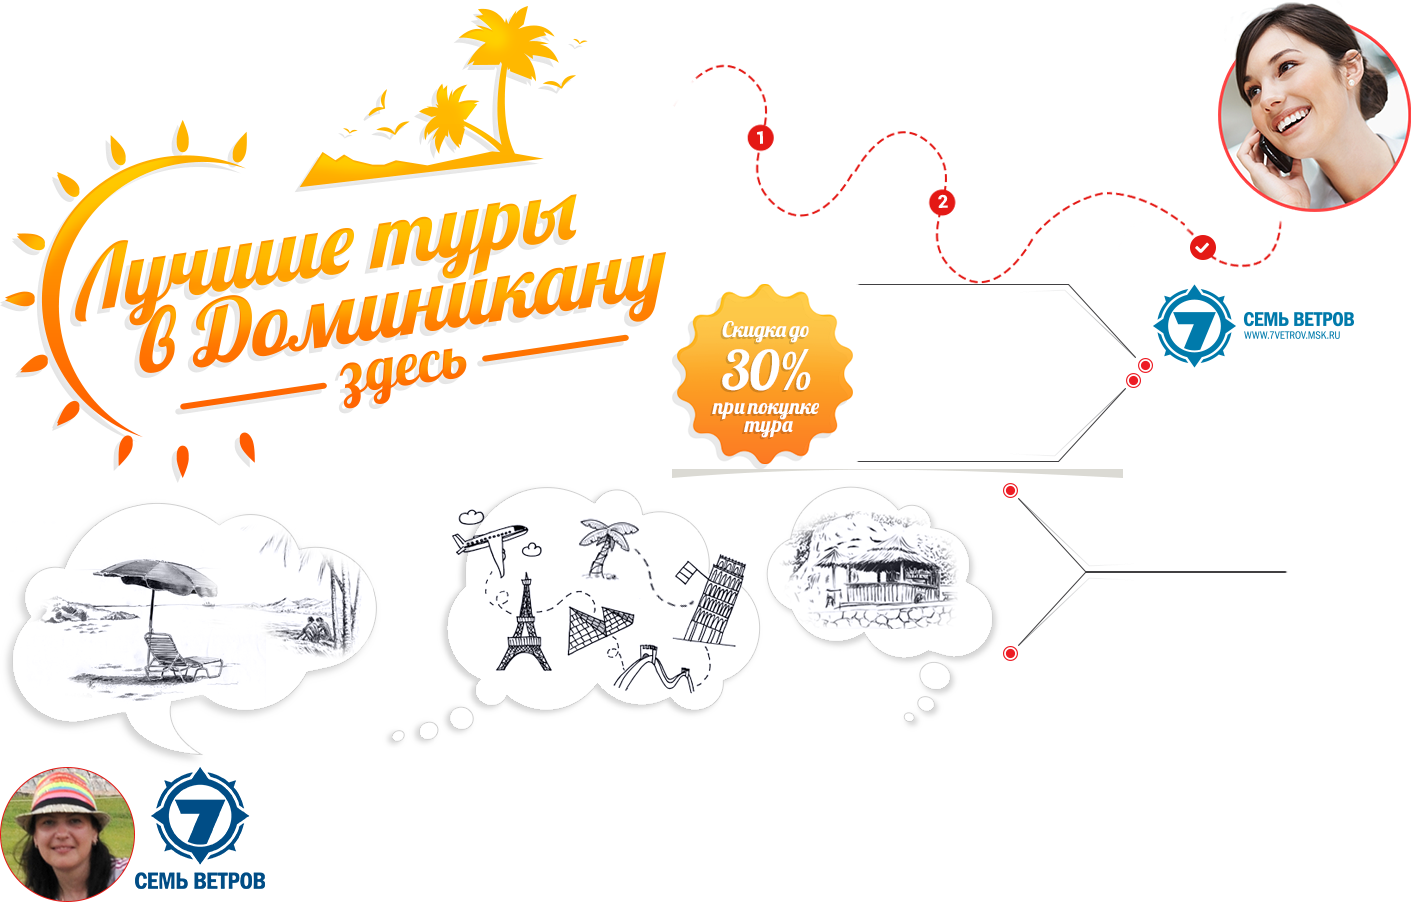 Лучшие туры
в Доминикану
здесь
1
2
Скидка до
30%
при покупке
тура
7
СЕМЬ ВЕТРОВ
WWW.7VETROV.MSK.RU
7
СЕМЬ ВЕТРОВ